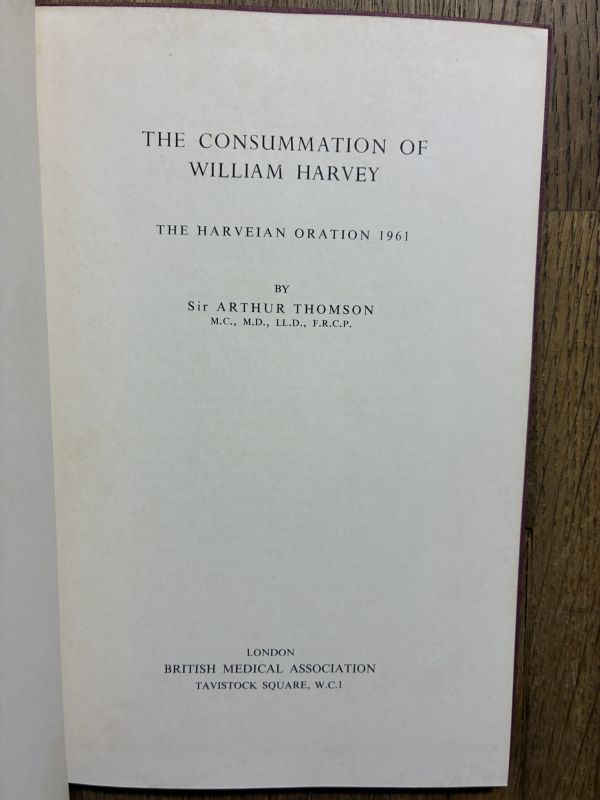 THE CONSUMMATION OF
WILLIAM HARVEY
THE HARVEIAN ORATION 1961
BY
Sir ARTHUR THOMSON
M.C., M.D., LL.D., F.R.C.P.
LONDON
BRITISH MEDICAL ASSOCIATION
TAVISTOCK SQUARE, W.C.1